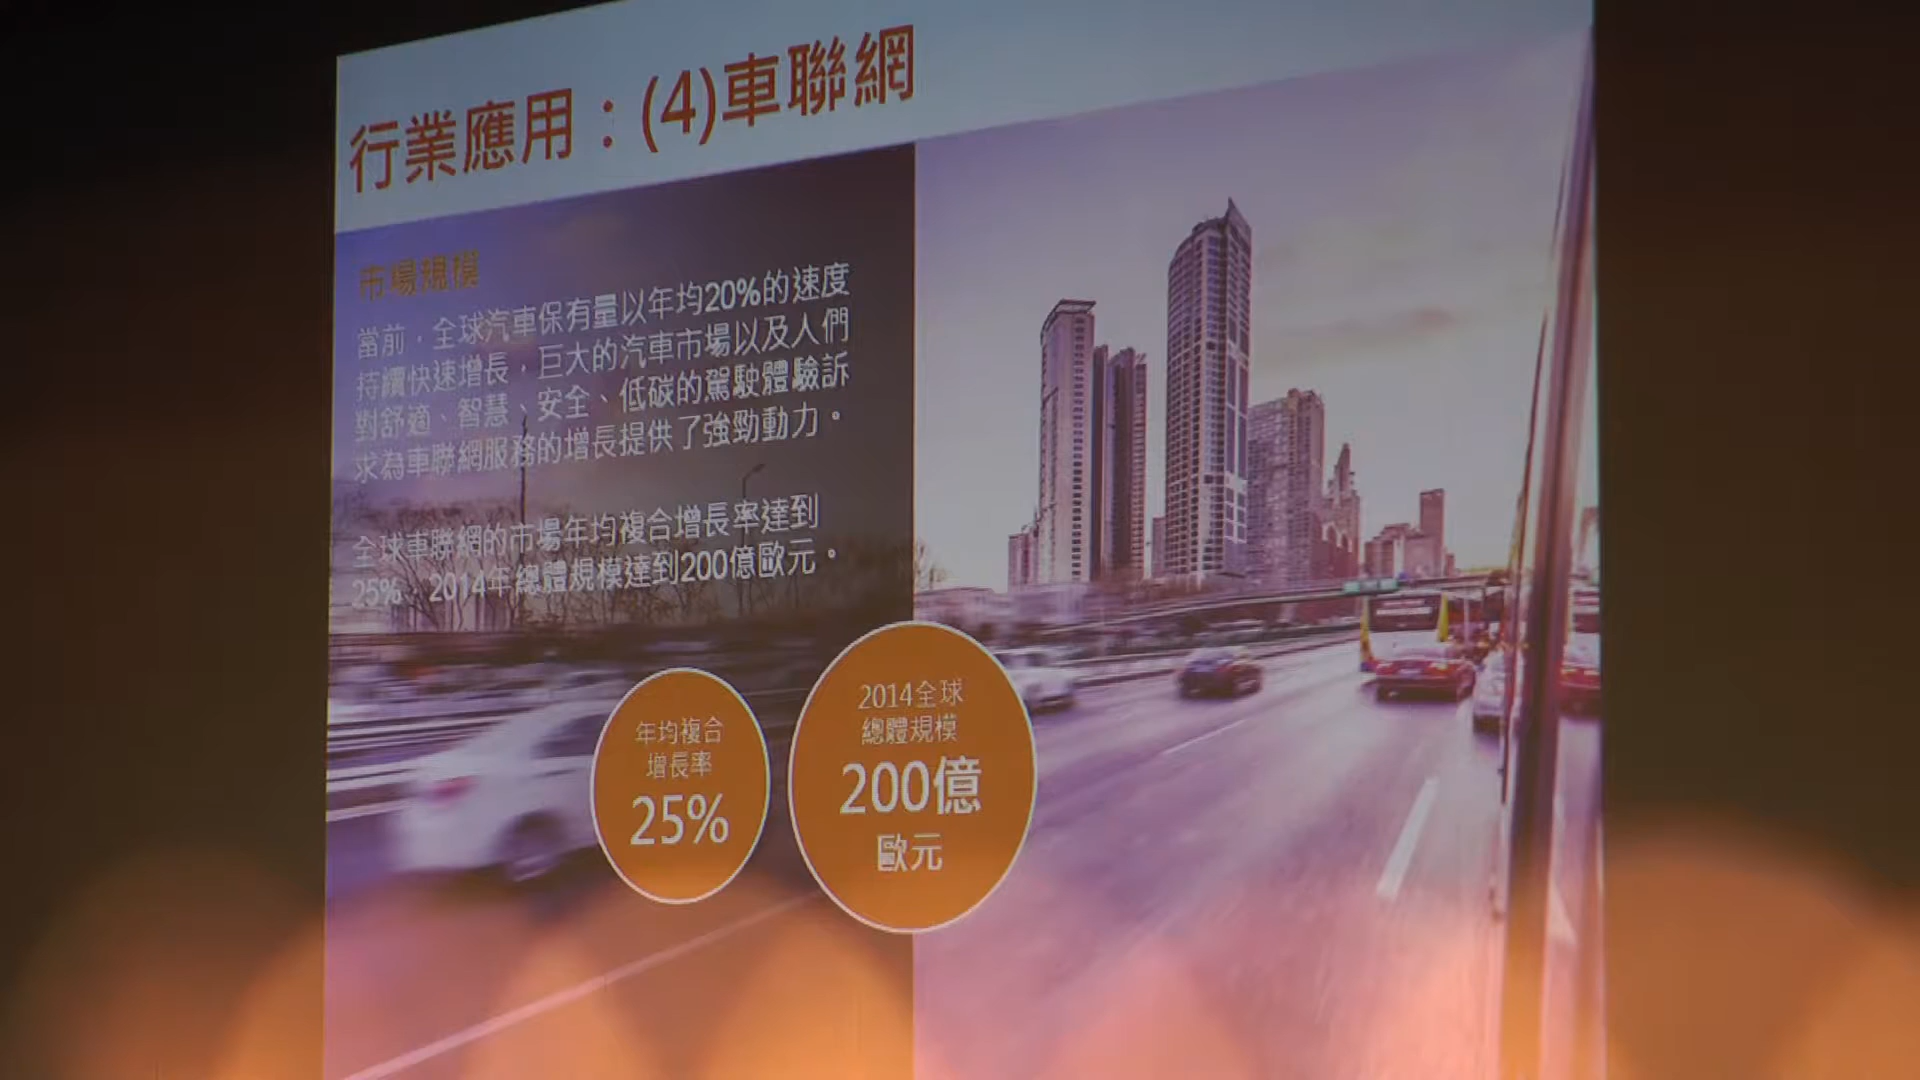 行業應用：(4)車聯網
市場規模
當前，全球汽車保有量以年均20%的速度
持續快速增長，巨大的汽車市場以及人們
對舒適、智慧、安全、低碳的駕駛體驗訴
求為車聯網服務的增長提供了強勁動力。
全球車聯網的市場年均複合增長率達到
25%，2014年總體規模達到200億歐元。
年均複合
增長率
25%
2014全球
總體規模
200億
歐元